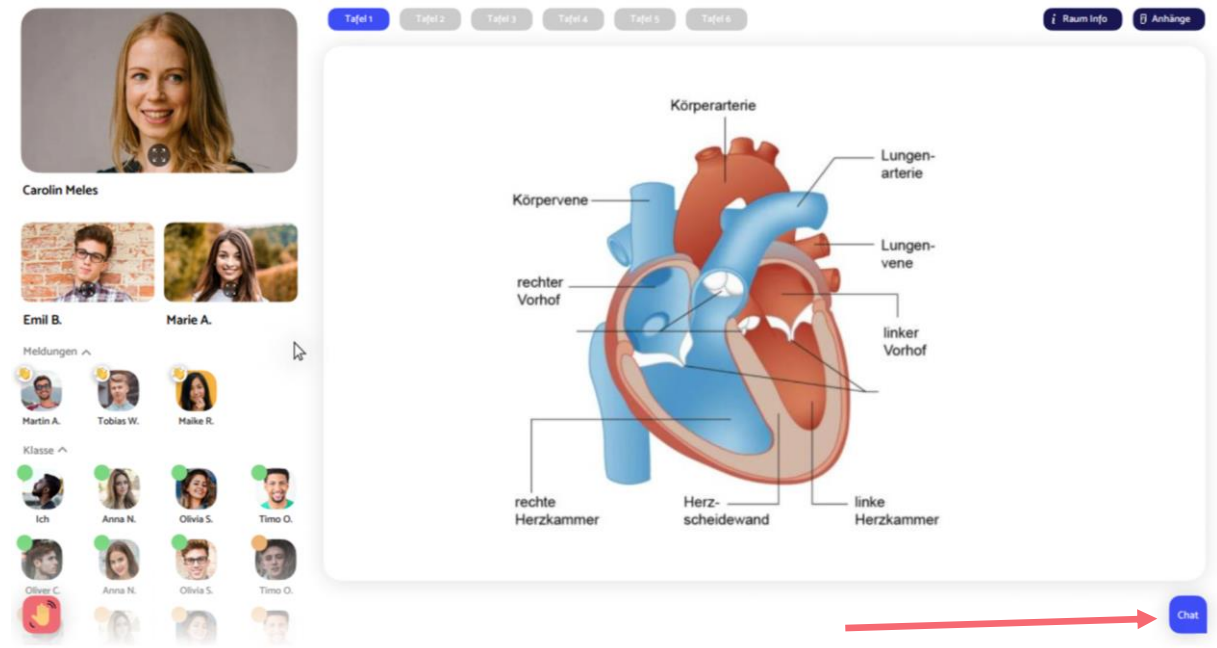 Carolin Meles
Emil B.
Marie A.
Meldungen
Martin A.
Tobias W.
Maike R.
Klasse
Ich
Anna N.
Olivia S.
Timo O.
Oliver C.
Anna N.
Olivia S.
Timo O.
Tafel 1
Tafel 2
Tafel 3
Tafel 4
Tafel 5
Tafel 6
i Raum Info
Anhänge
Körperarterie
Lungen-
arterie
Körpervene
Lungen-
vene
rechter
Vorhof
linker
Vorhof
rechte
Herzkammer
Herz-
scheidewand
linke
Herzkammer
Chat